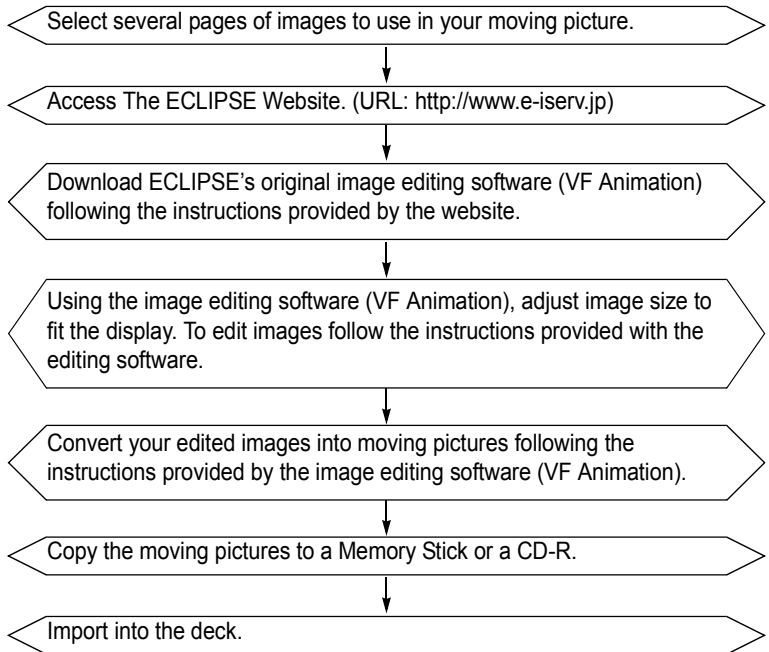 Select several pages of images to use in your moving picture.
Access The ECLIPSE Website. (URL: http://www.e-iserv.jp)
Download ECLIPSE's original image editing software (VF Animation)
following the instructions provided by the website.
Using the image editing software (VF Animation), adjust image size to
fit the display. To edit images follow the instructions provided with the
editing software.
Convert your edited images into moving pictures following the
instructions provided by the image editing software (VF Animation).
Copy the moving pictures to a Memory Stick or a CD-R.
Import into the deck.